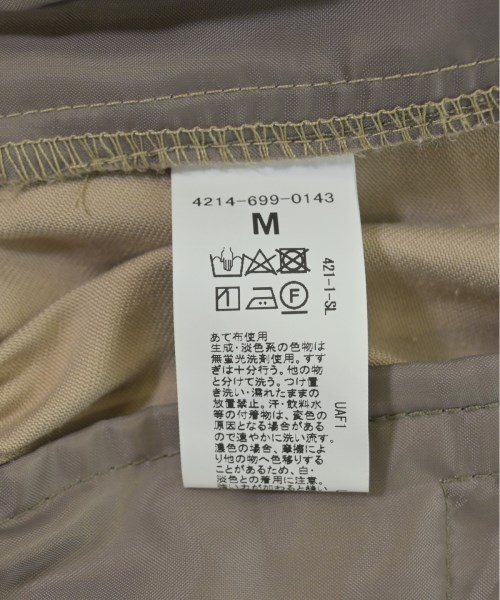 4214-699-0143
M
421-1-SL
F
あて布使用
生成・淡色系の色物は
無蛍光洗剤使用。すす
ぎは十分行う。他の物
と分けて洗う。つけ置
き洗い・濡れたままの
放置禁止。汗・飲料水
等の付着物は、変色の
原因となる場合がある
ので速やかに洗い流す。
濃色の場合、摩擦によ
り他の物へ色移りする
ことがあるため、白・
淡色との着用に注意。
UAF1